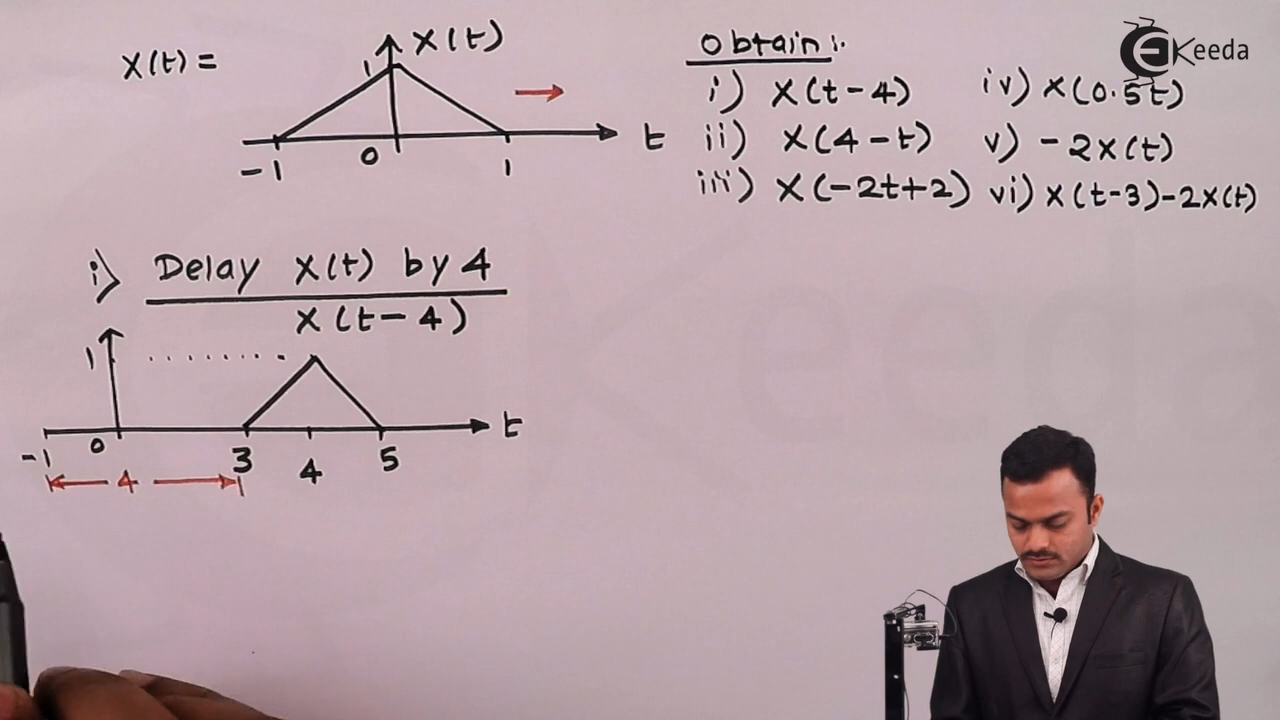 x(t) =
x(t)
1
-1 0 1 t
Obtain :
i) x(t-4)
ii) x(4-t)
iii) x(-2t+2)
iv) x(0.5t)
v) -2x(t)
vi) x(t-3)-2x(t)
EKeeda
i) Delay x(t) by 4
x(t-4)
1
-1 0 3 4 5 t
4